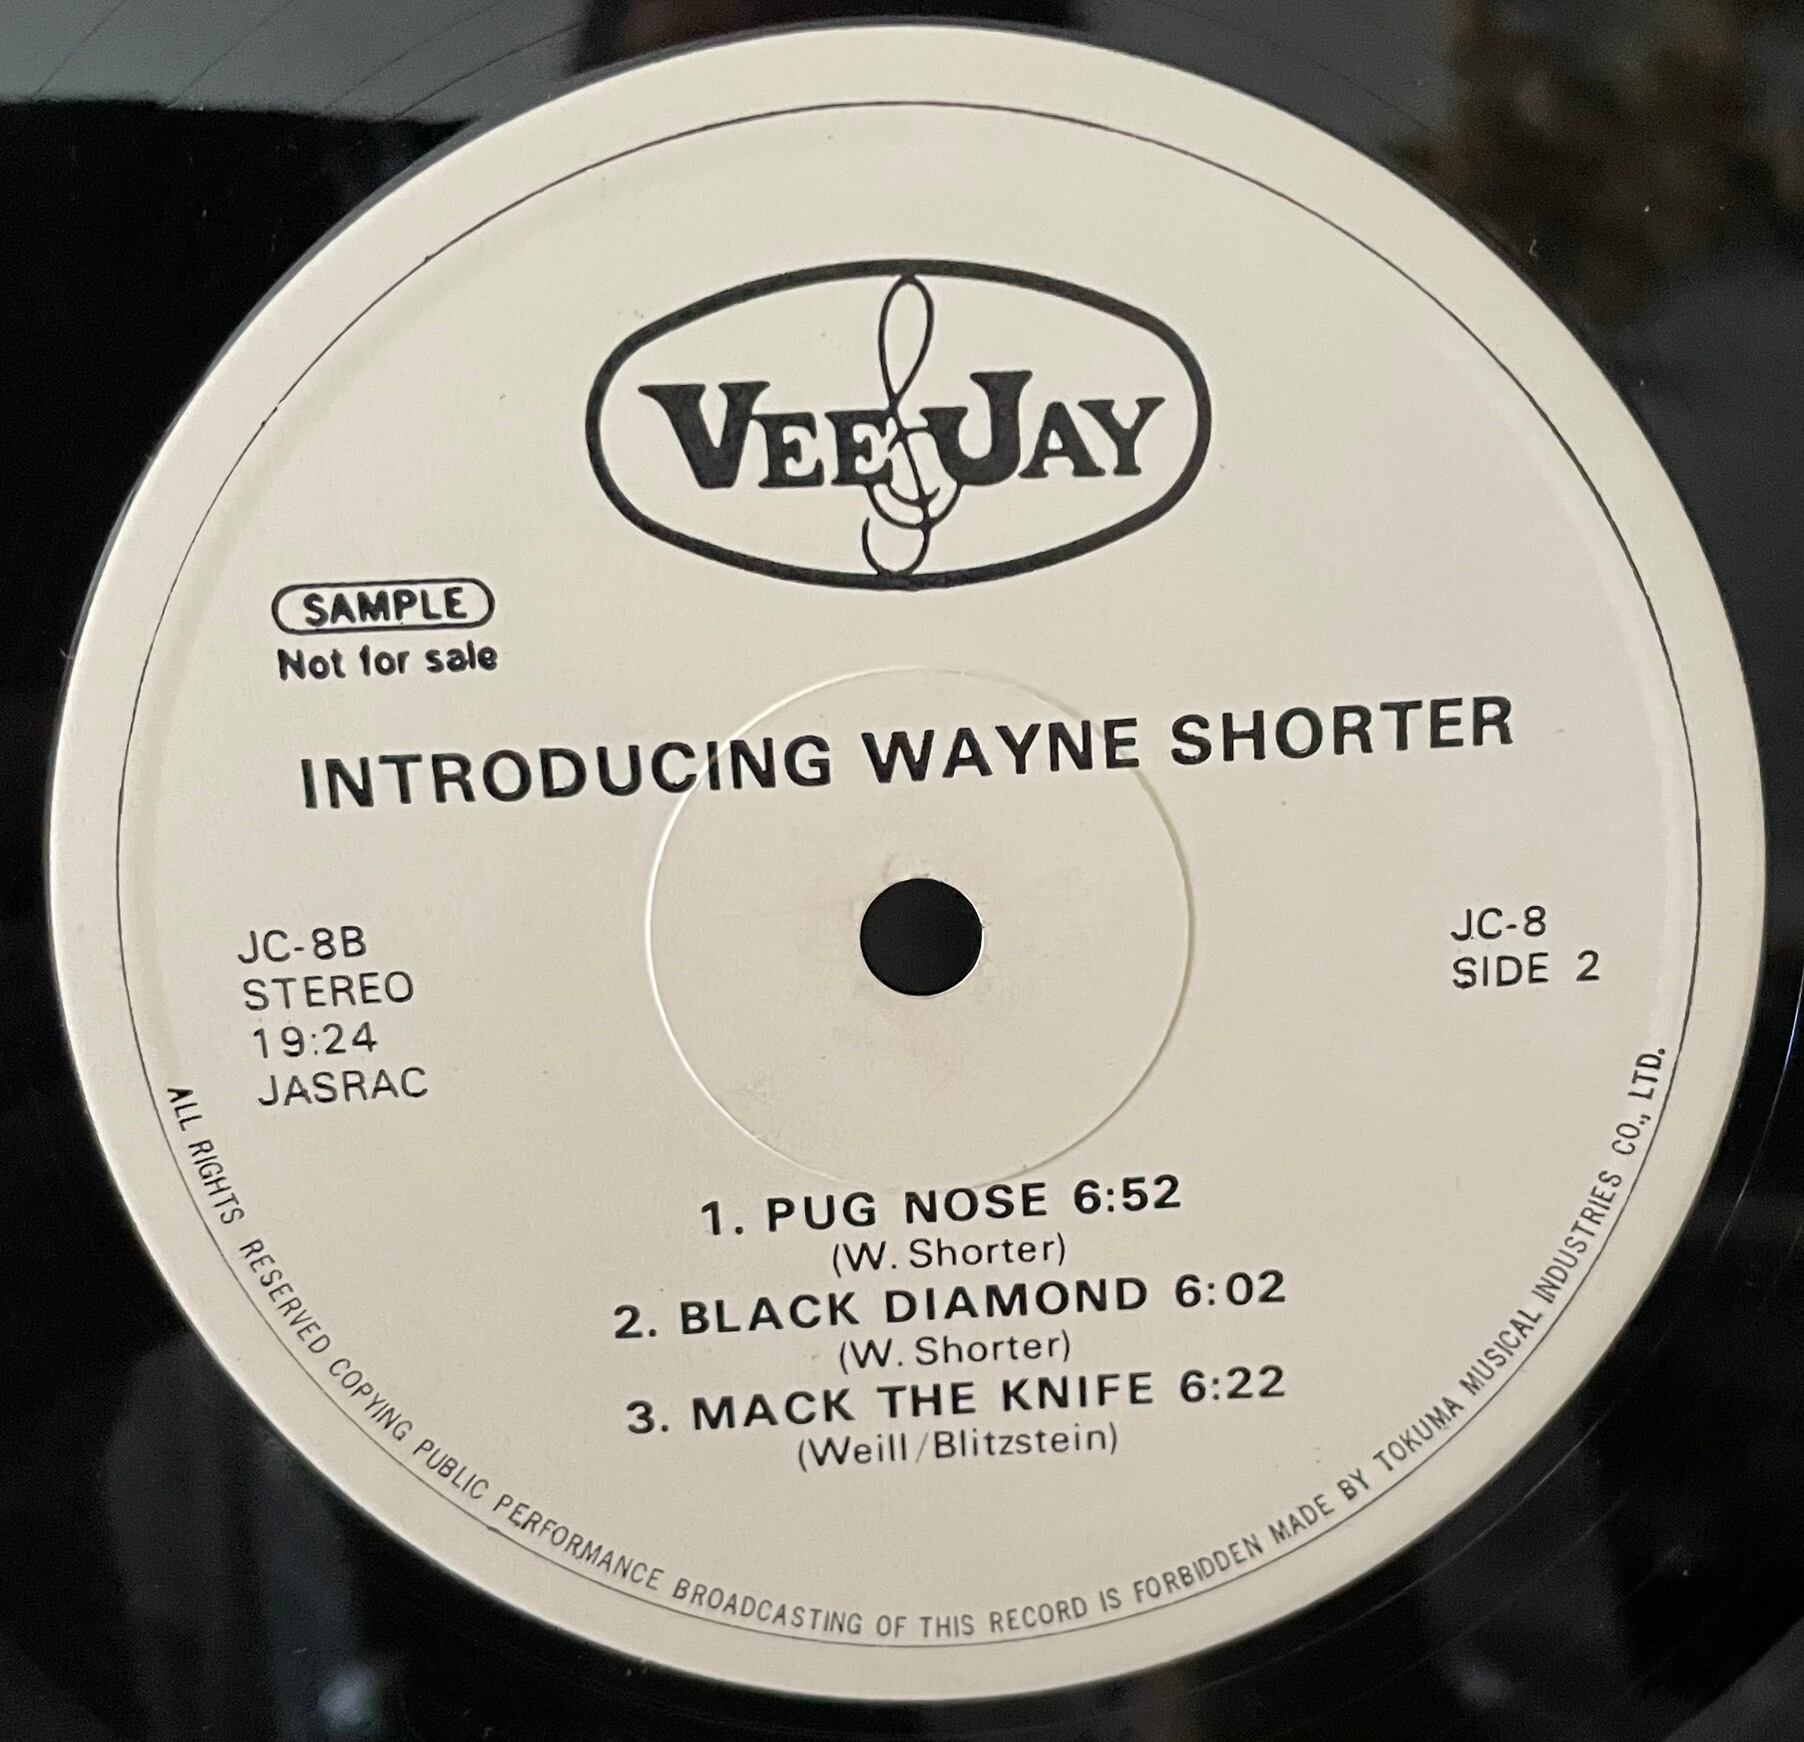 VEE JAY
SAMPLE
Not for sale
INTRODUCING WAYNE SHORTER
JC-8B
STEREO
19:24
JASRAC
JC-8
SIDE 2
1. PUG NOSE 6:52
(W. Shorter)
2. BLACK DIAMOND 6:02
(W. Shorter)
3. MACK THE KNIFE 6:22
(Weill/Blitzstein)
ALL RIGHTS RESERVED COPYING PUBLIC PERFORMANCE BROADCASTING OF THIS RECORD IS FORBIDDEN MADE BY TOKUMA MUSICAL INDUSTRIES CO., LTD.